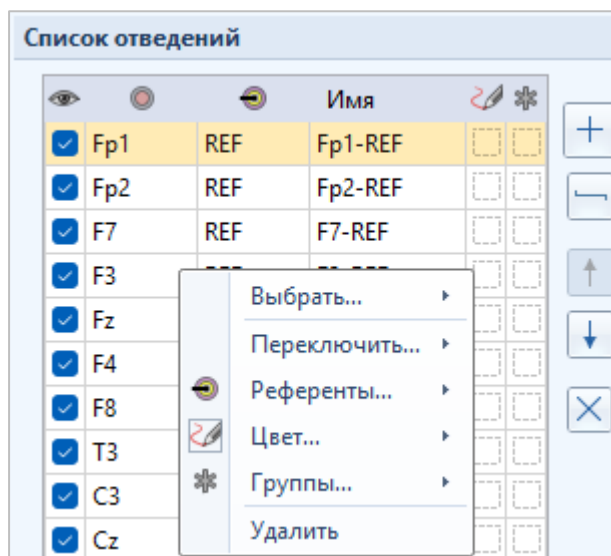 Список отведений
Имя
Fp1 REF Fp1-REF
Fp2 REF Fp2-REF
F7 REF F7-REF
F3
Fz
F4
F8
T3
C3
Cz
Выбрать...
Переключить...
Референты...
Цвет...
Группы...
Удалить